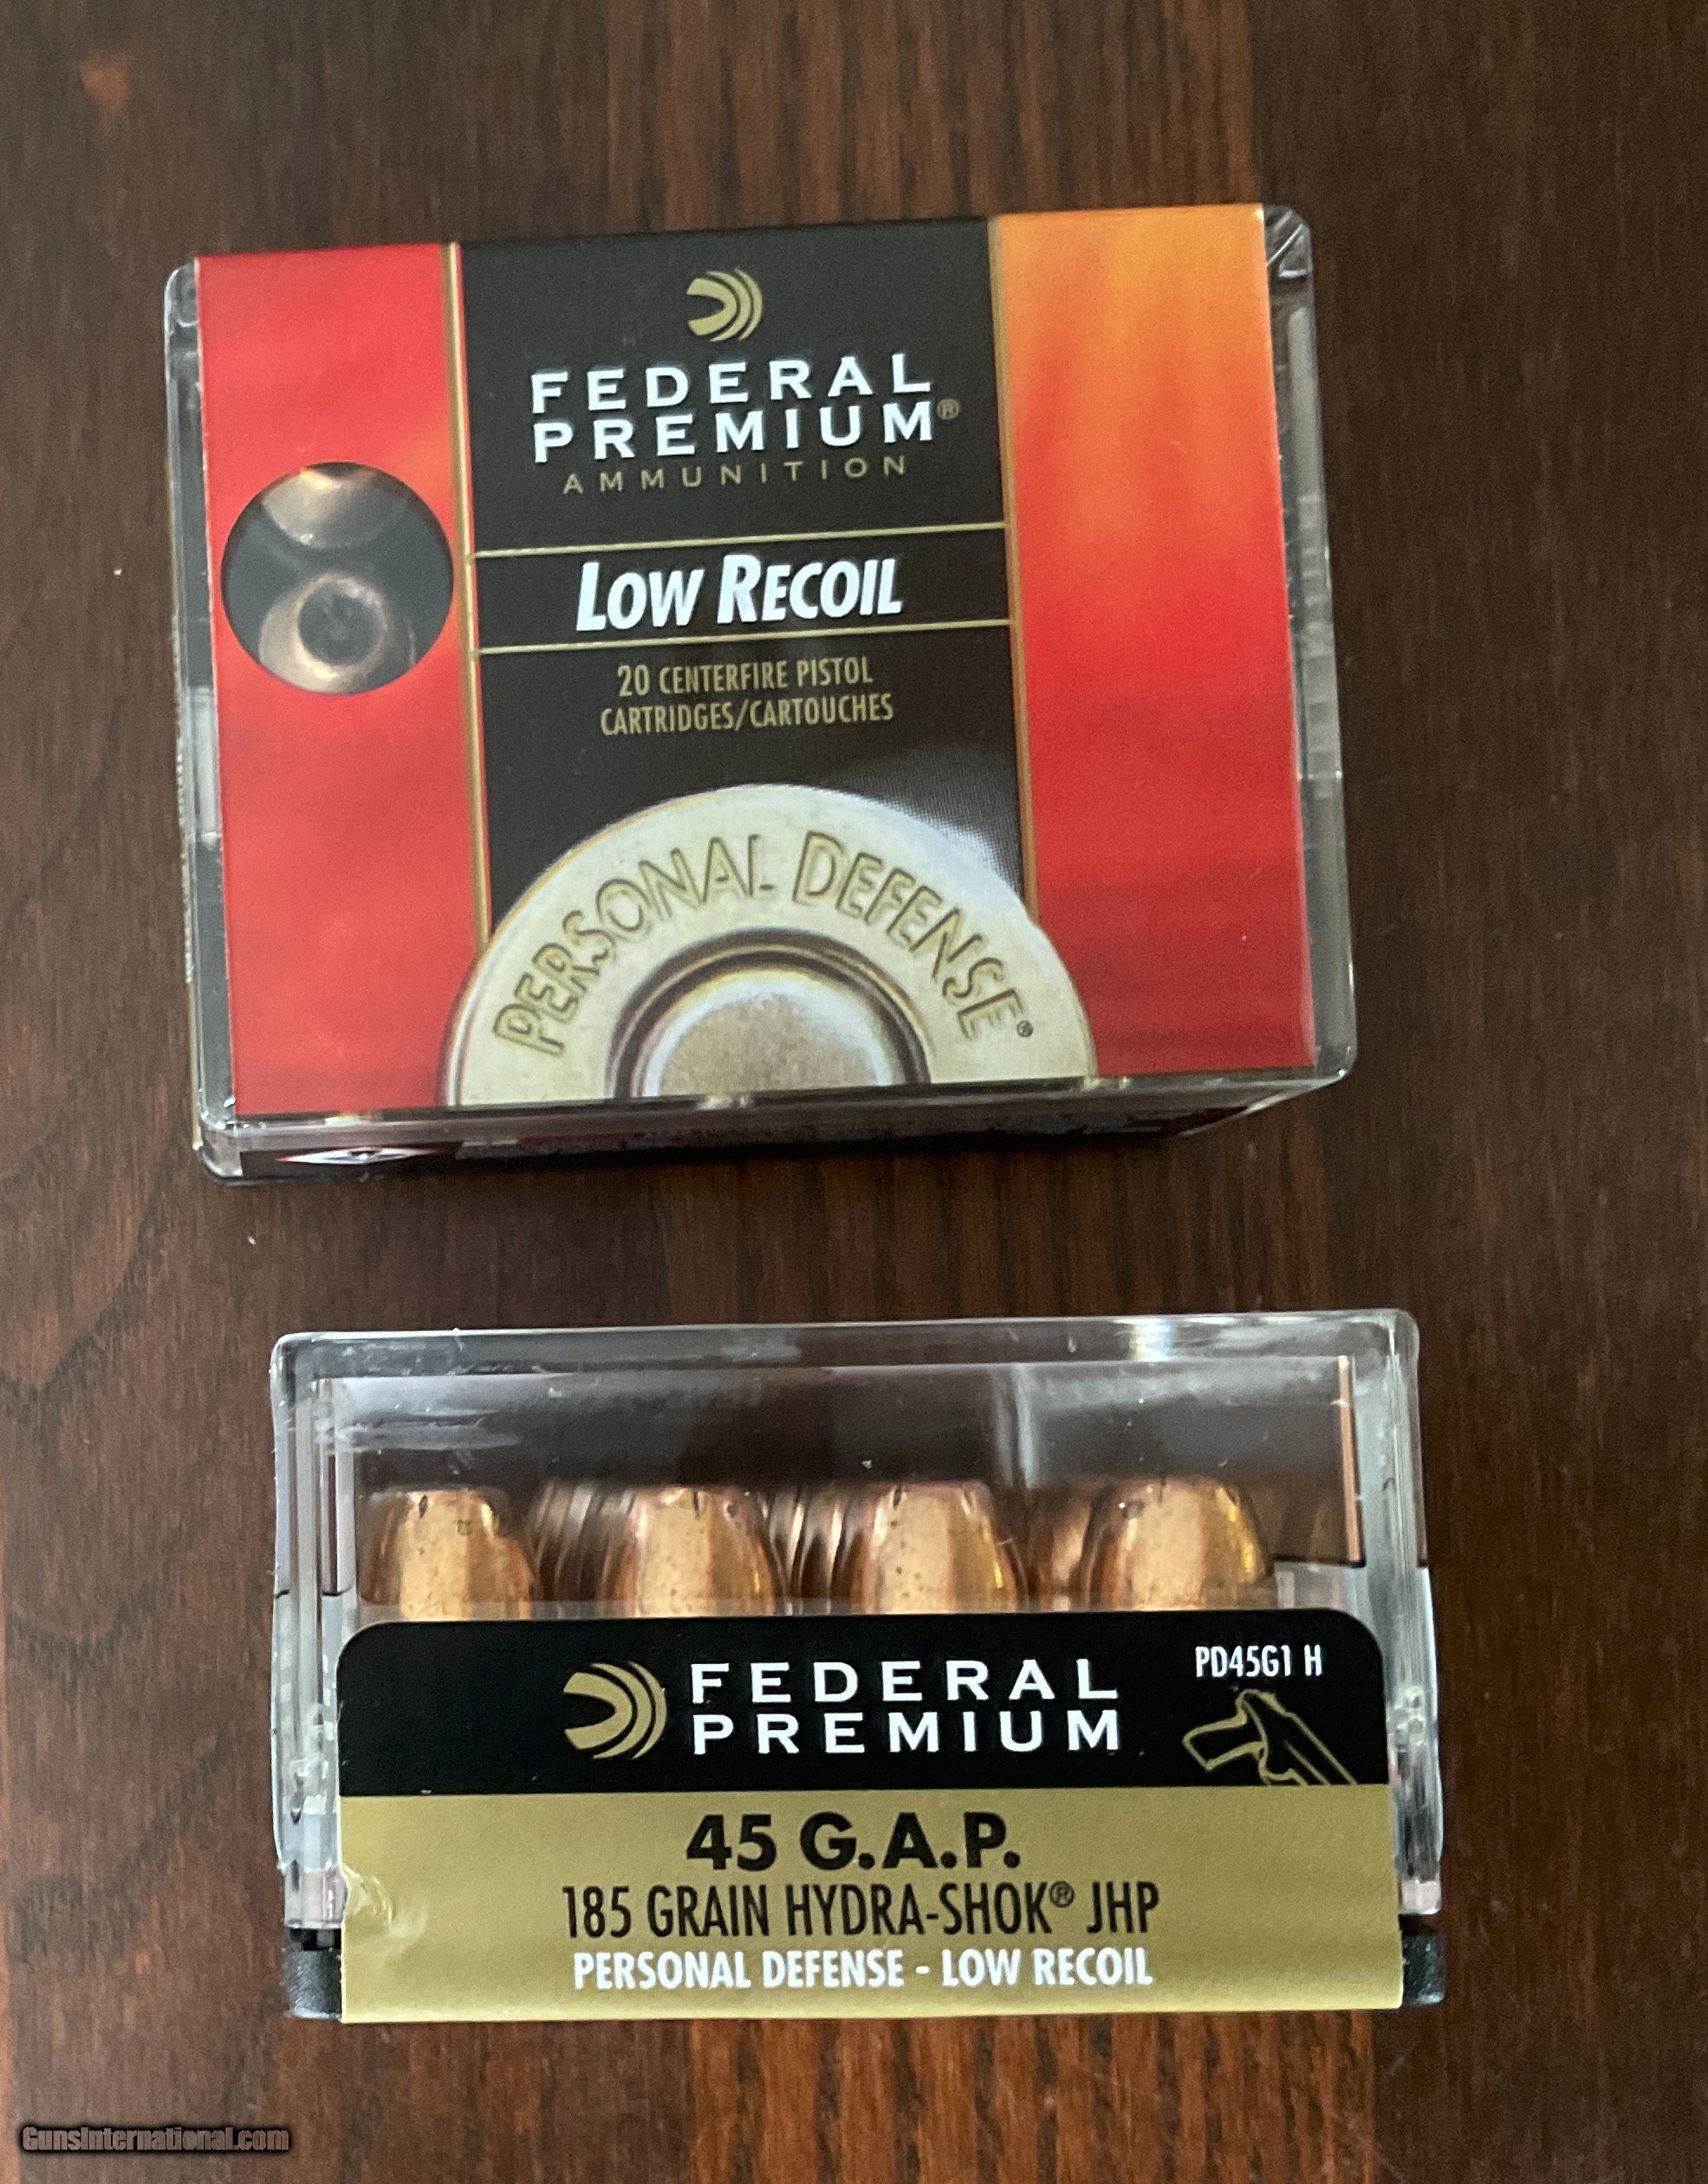 FEDERAL
PREMIUM®
AMMUNITION
LOW RECOIL
20 CENTERFIRE PISTOL
CARTRIDGES/CARTOUCHES
PERSONAL DEFENSE®
FEDERAL
PREMIUM
PD45G1 H
45 G.A.P.
185 GRAIN HYDRA-SHOK® JHP
PERSONAL DEFENSE - LOW RECOIL
GunsInternational.com